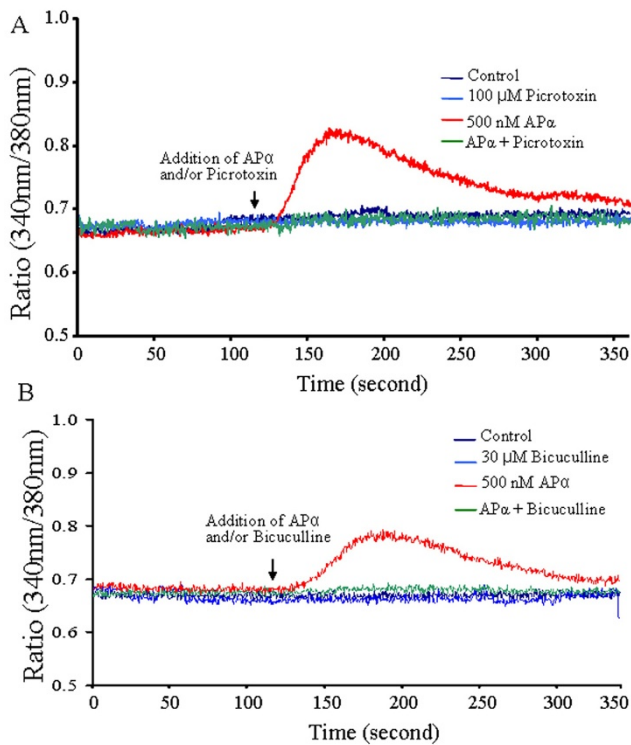 A
Ratio (340nm/380nm)
1.0
0.9
0.8
0.7
0.6
0.5
Control
100 μM Picrotoxin
500 nM APα
APα + Picrotoxin
Addition of APα
and/or Picrotoxin
0 50 100 150 200 250 300 350
Time (second)
B
Ratio (340nm/380nm)
1.0
0.9
0.8
0.7
0.6
0.5
Control
30 μM Bicuculline
500 nM APα
APα + Bicuculline
Addition of APα
and/or Bicuculline
0 50 100 150 200 250 300 350
Time (second)